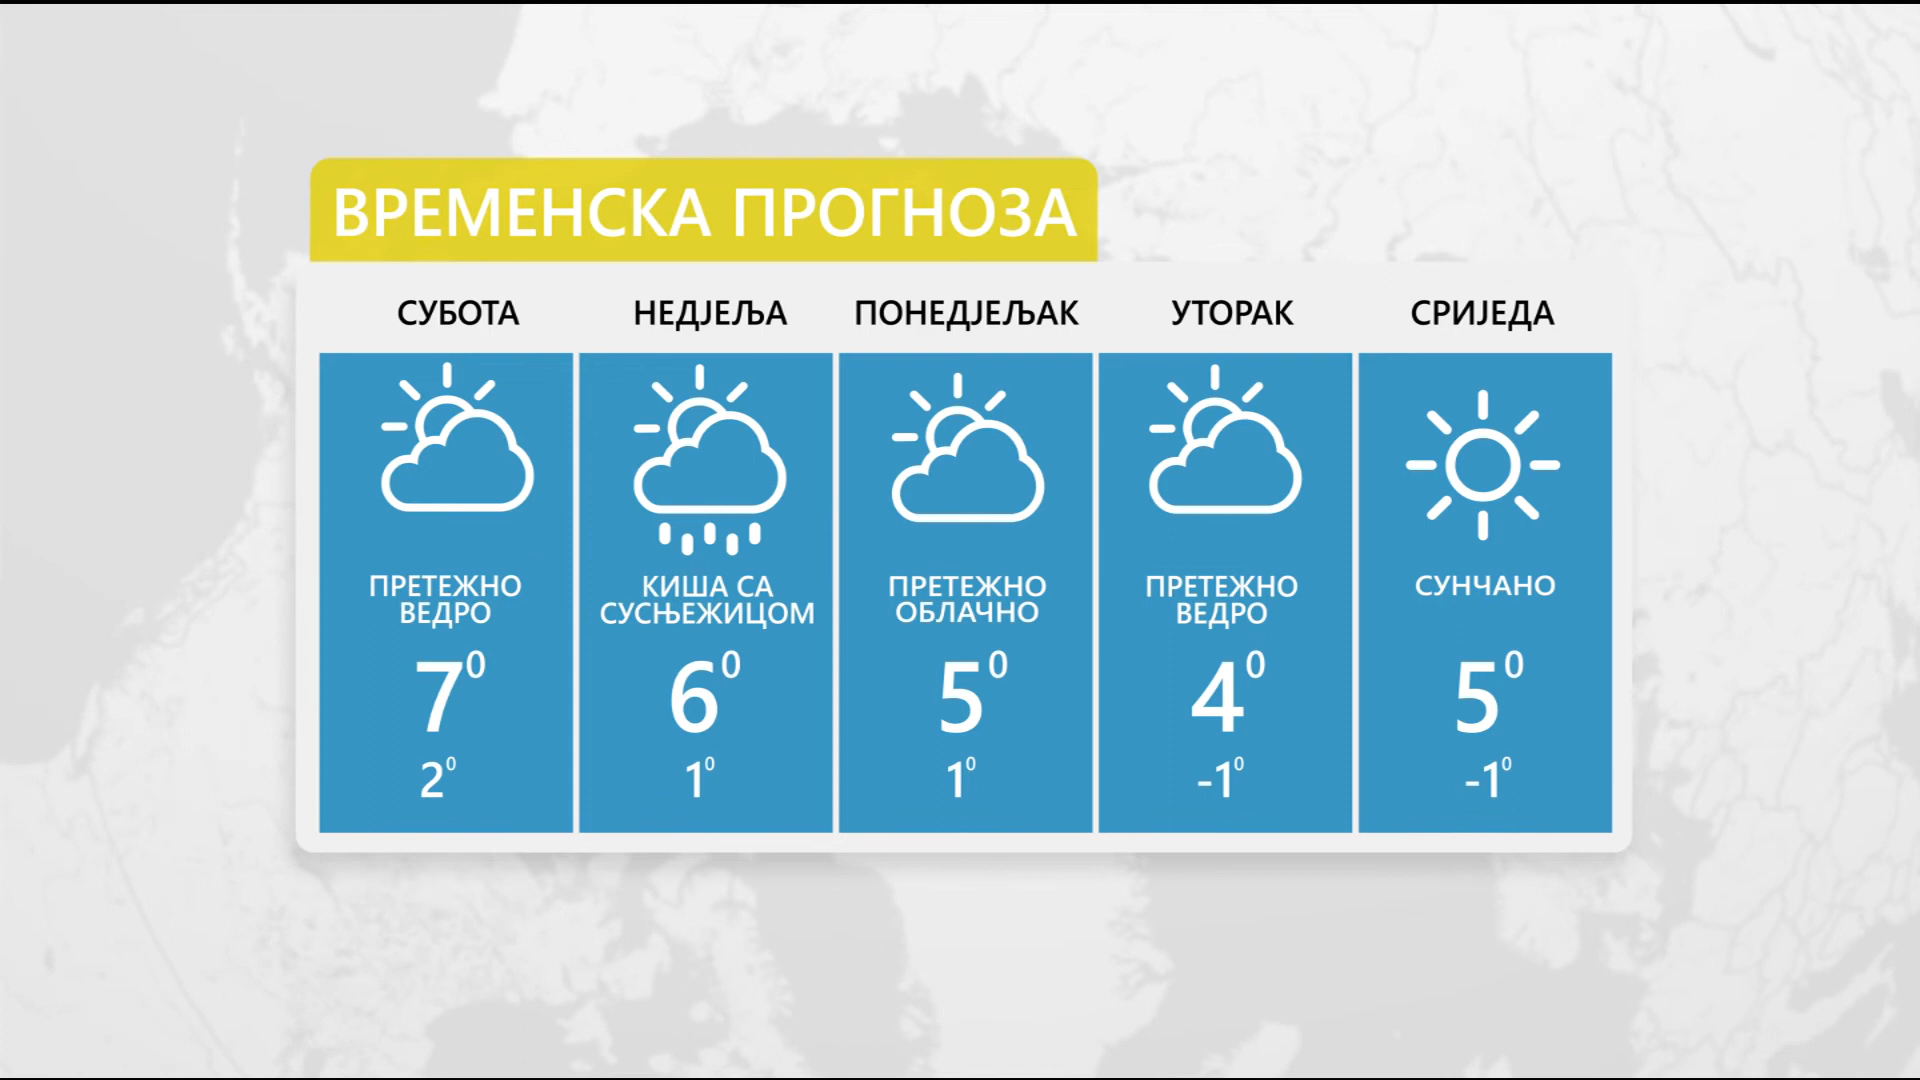 ВРЕМЕНСКА ПРОГНОЗА
СУБОТА
ПРЕТЕЖНО
ВЕДРО
7⁰
2⁰
НЕДЈЕЉА
КИША СА
СУСЊЕЖИЦОМ
6⁰
1⁰
ПОНЕДЈЕЉАК
ПРЕТЕЖНО
ОБЛАЧНО
5⁰
1⁰
УТОРАК
ПРЕТЕЖНО
ВЕДРО
4⁰
-1⁰
СРИЈЕДА
СУНЧАНО
5⁰
-1⁰